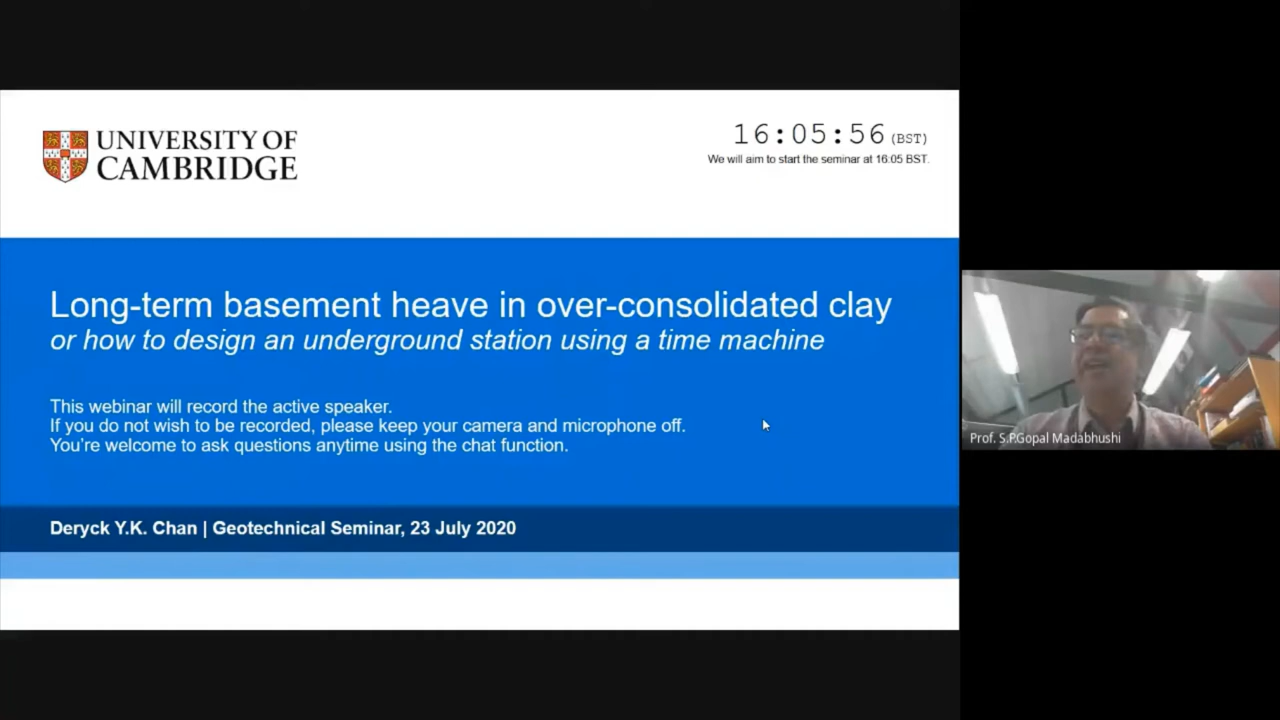 UNIVERSITY OF
CAMBRIDGE
16:05:56 (BST)
We will aim to start the seminar at 16:05 BST.
Long-term basement heave in over-consolidated clay
or how to design an underground station using a time machine
This webinar will record the active speaker.
If you do not wish to be recorded, please keep your camera and microphone off.
You're welcome to ask questions anytime using the chat function.
Deryck Y.K. Chan | Geotechnical Seminar, 23 July 2020
Prof. S.P.Gopal Madabhushi